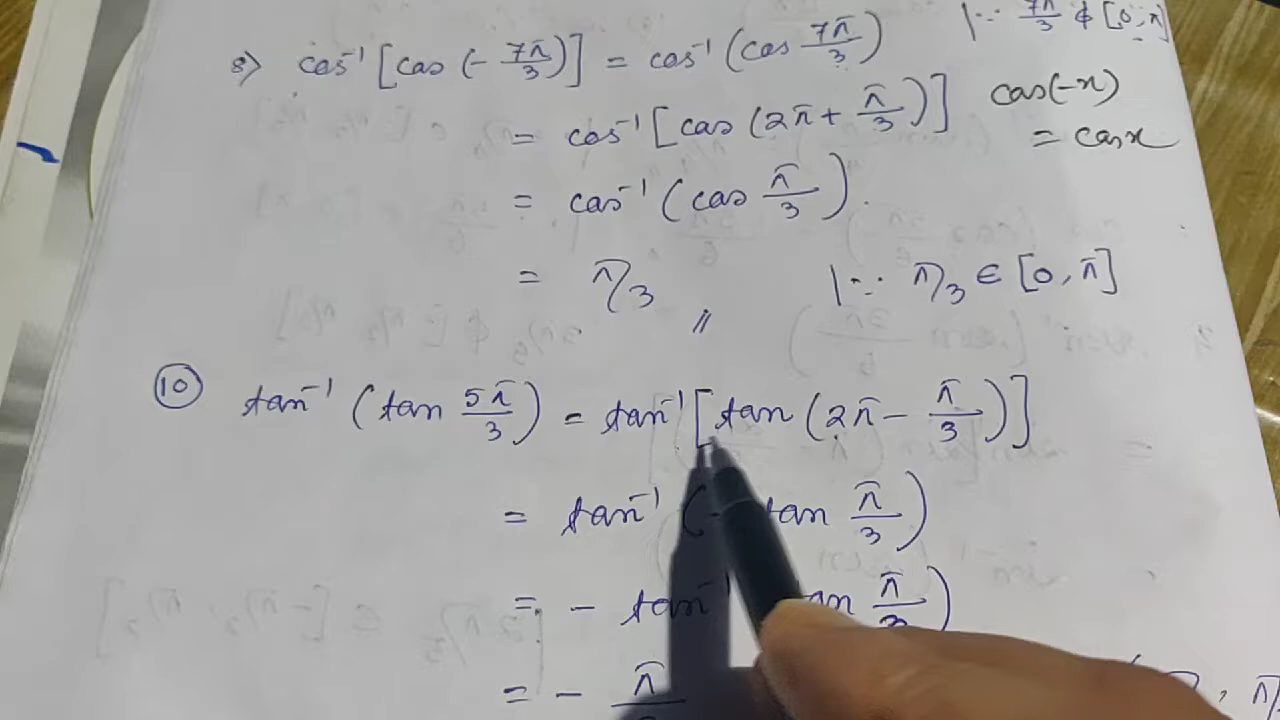 8) cos⁻¹[cos(-7π/3)] = cos⁻¹(cos 7π/3) |∵ 7π/3 ∉ [0, π]
= cos⁻¹[cos(2π + π/3)] cos(-x)
= cos x
= cos⁻¹(cos π/3).
= π/3 // |∵ π/3 ∈ [0, π]
(10) tan⁻¹(tan 5π/3) = tan⁻¹[tan(2π - π/3)]
= tan⁻¹(- tan π/3)
= - tan⁻¹ π/3)
= - π